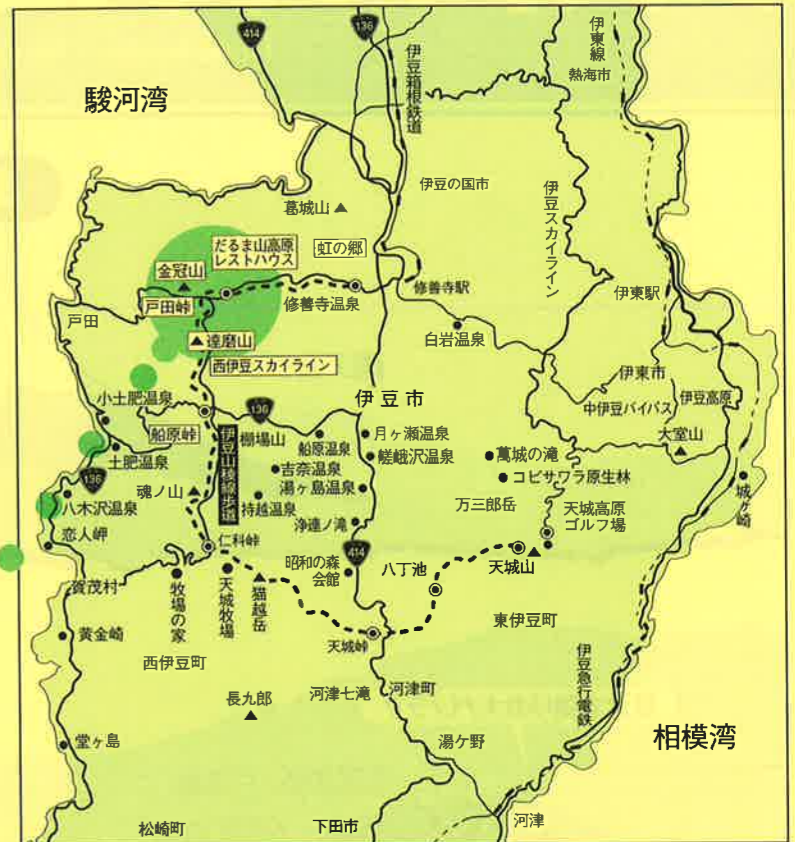 414
136
伊豆箱根鉄道
伊東線
熱海市
駿河湾
伊豆の国市
伊豆スカイライン
葛城山
だるま山高原
レストハウス
虹の郷
金冠山
戸田峠
修善寺温泉
修善寺駅
伊東駅
戸田
達磨山
白岩温泉
西伊豆スカイライン
伊東市
伊豆市
中伊豆バイパス
伊豆高原
小土肥温泉
136
船原峠
棚場山
船原温泉
月ヶ瀬温泉
大室山
土肥温泉
伊豆山稜線歩道
吉奈温泉
嵯峨沢温泉
萬城の滝
136
魂ノ山
湯ヶ島温泉
コビサワラ原生林
城ヶ崎
八木沢温泉
持越温泉
浄連ノ滝
万三郎岳
天城高原
ゴルフ場
恋人岬
仁科峠
昭和の森
会館
414
八丁池
天城山
賀茂村
牧場の家
天城牧場
猫越岳
東伊豆町
黄金崎
天城峠
西伊豆町
伊豆急行電鉄
長九郎
河津七滝
河津町
堂ヶ島
湯ケ野
相模湾
松崎町
下田市
河津